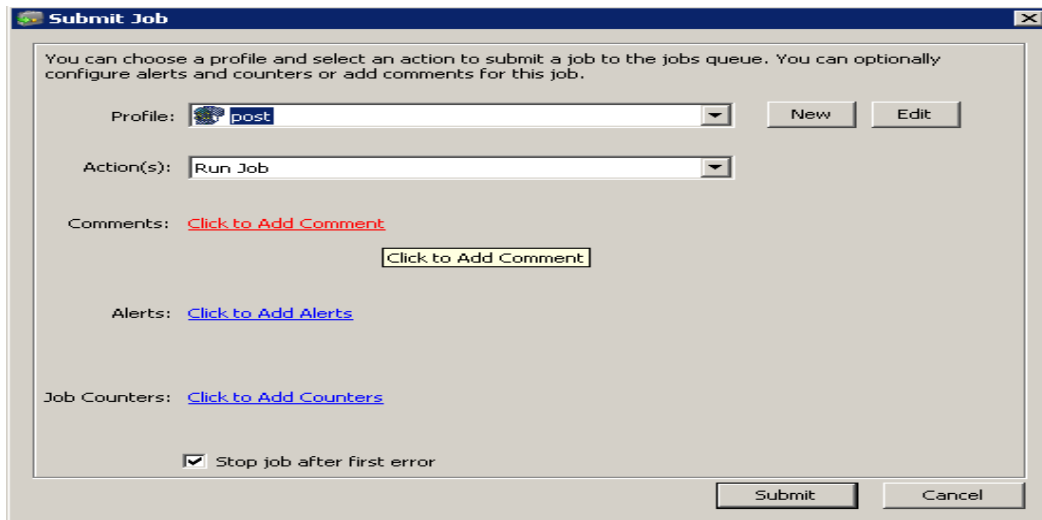 Submit Job
You can choose a profile and select an action to submit a job to the jobs queue. You can optionally
configure alerts and counters or add comments for this job.
Profile: post New Edit
Action(s): Run Job
Comments: Click to Add Comment
Click to Add Comment
Alerts: Click to Add Alerts
Job Counters: Click to Add Counters
Stop job after first error
Submit Cancel